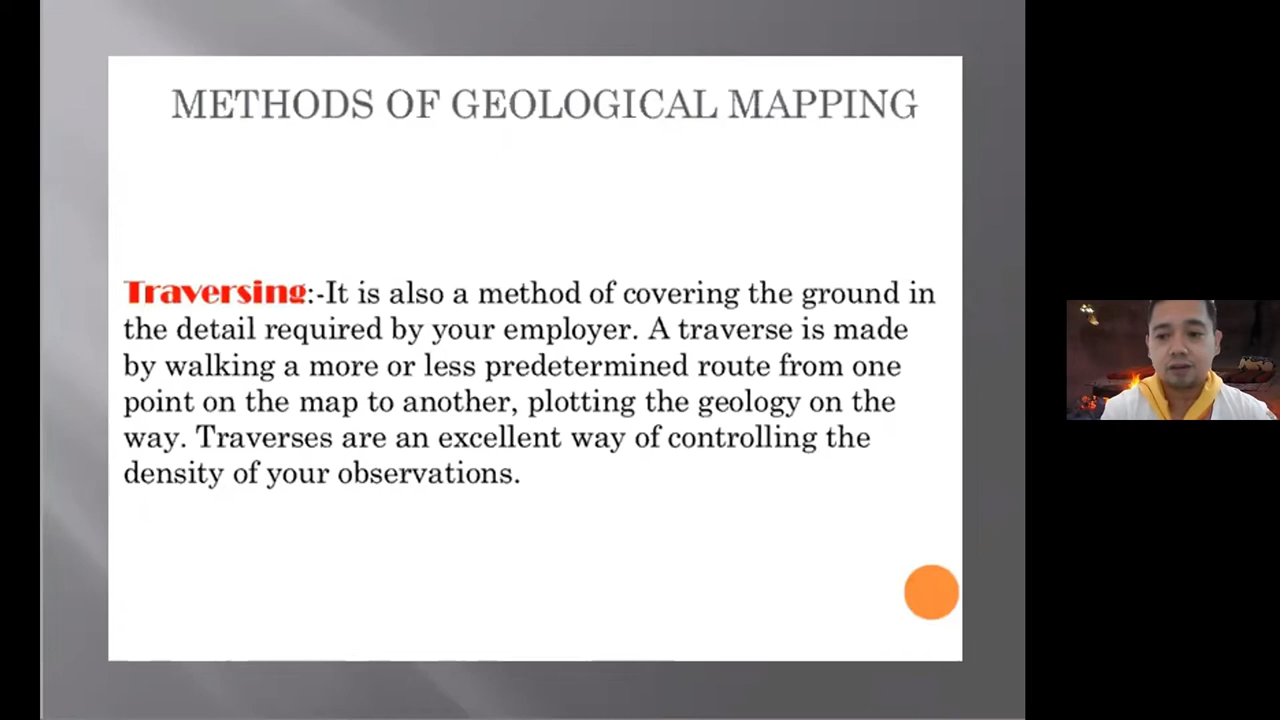 METHODS OF GEOLOGICAL MAPPING
Traversing:-It is also a method of covering the ground in
the detail required by your employer. A traverse is made
by walking a more or less predetermined route from one
point on the map to another, plotting the geology on the
way. Traverses are an excellent way of controlling the
density of your observations.